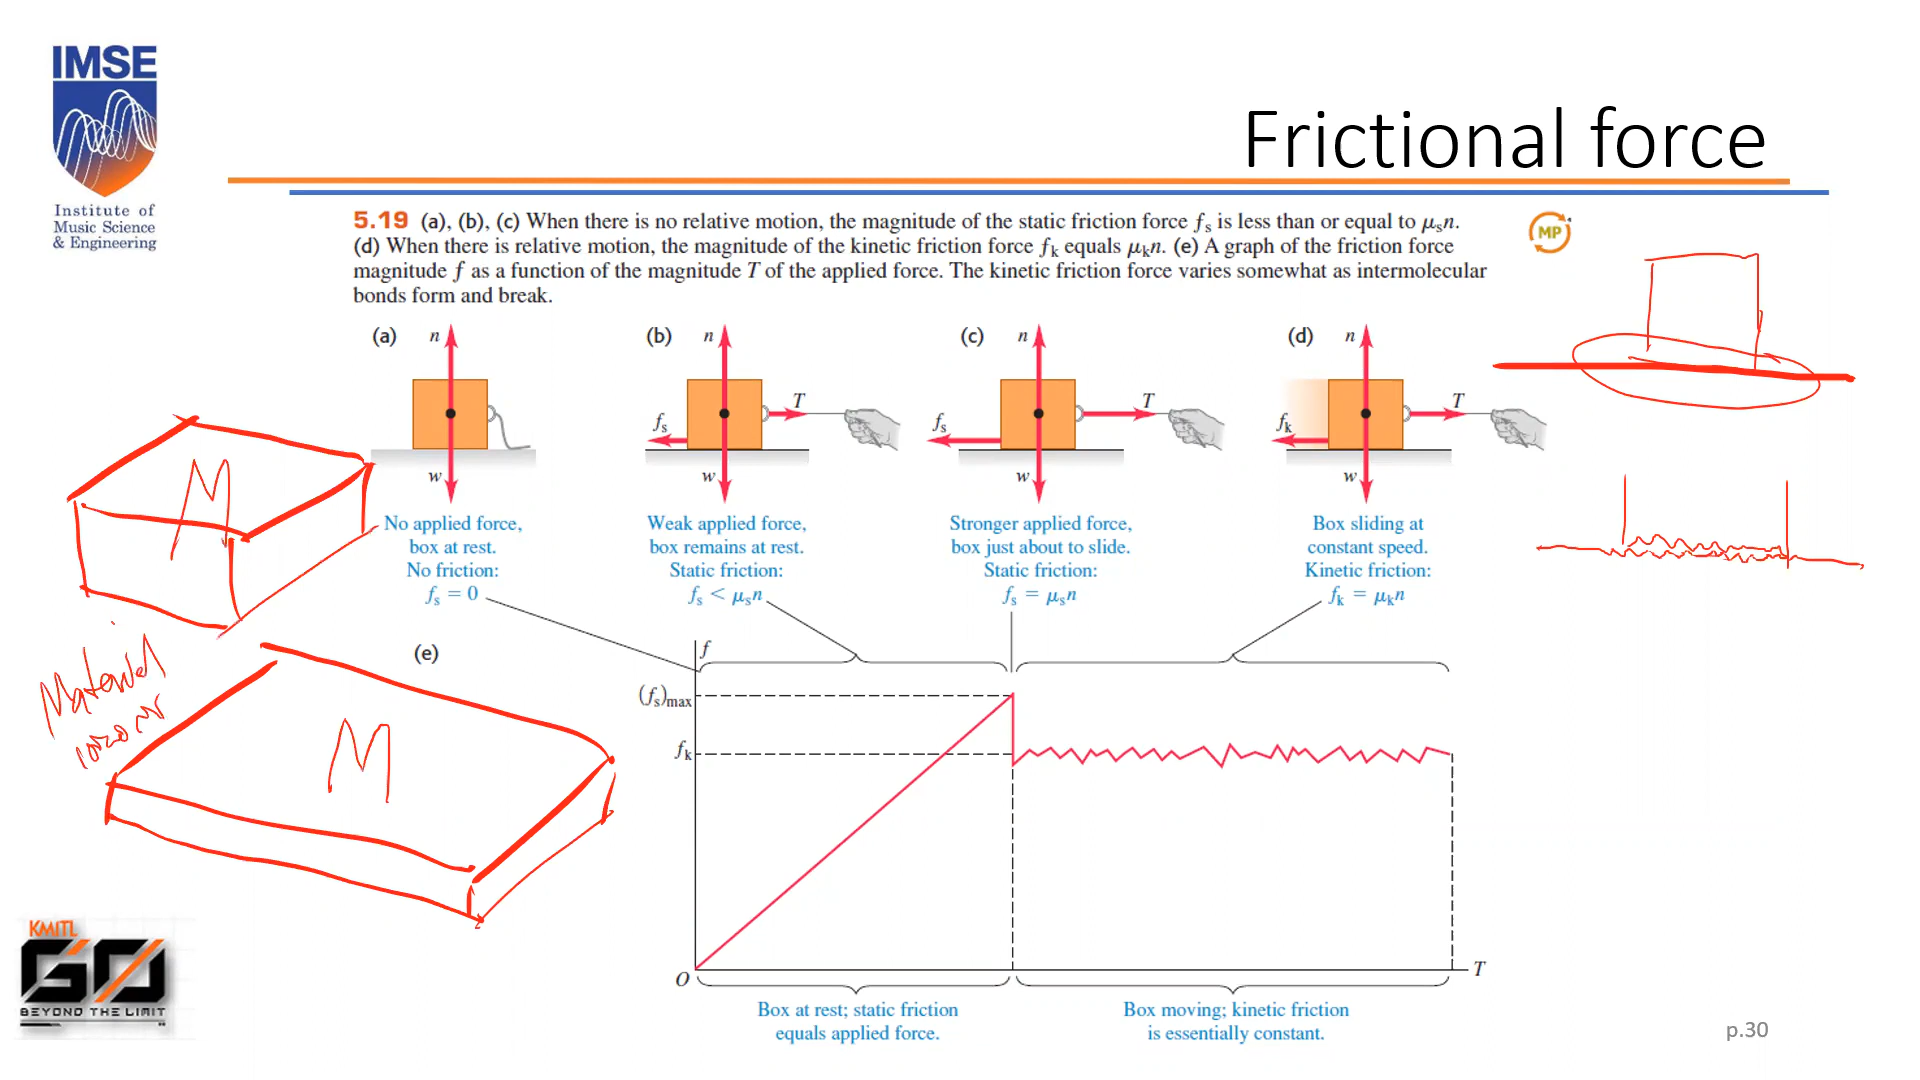 IMSE
Institute of
Music Science
& Engineering
Frictional force
5.19 (a), (b), (c) When there is no relative motion, the magnitude of the static friction force fₛ is less than or equal to μₛn.
(d) When there is relative motion, the magnitude of the kinetic friction force fₖ equals μₖn. (e) A graph of the friction force
magnitude f as a function of the magnitude T of the applied force. The kinetic friction force varies somewhat as intermolecular
bonds form and break.
MP
(a) n
w
No applied force,
box at rest.
No friction:
fₛ = 0
(b) n
T
fₛ
w
Weak applied force,
box remains at rest.
Static friction:
fₛ < μₛn
(c) n
T
fₛ
w
Stronger applied force,
box just about to slide.
Static friction:
fₛ = μₛn
(d) n
T
fₖ
w
Box sliding at
constant speed.
Kinetic friction:
fₖ = μₖn
M
Material
M
(e)
f
(fₛ)max
fₖ
O
T
Box at rest; static friction
equals applied force.
Box moving; kinetic friction
is essentially constant.
KMITL
GO
BEYOND THE LIMIT
p.30